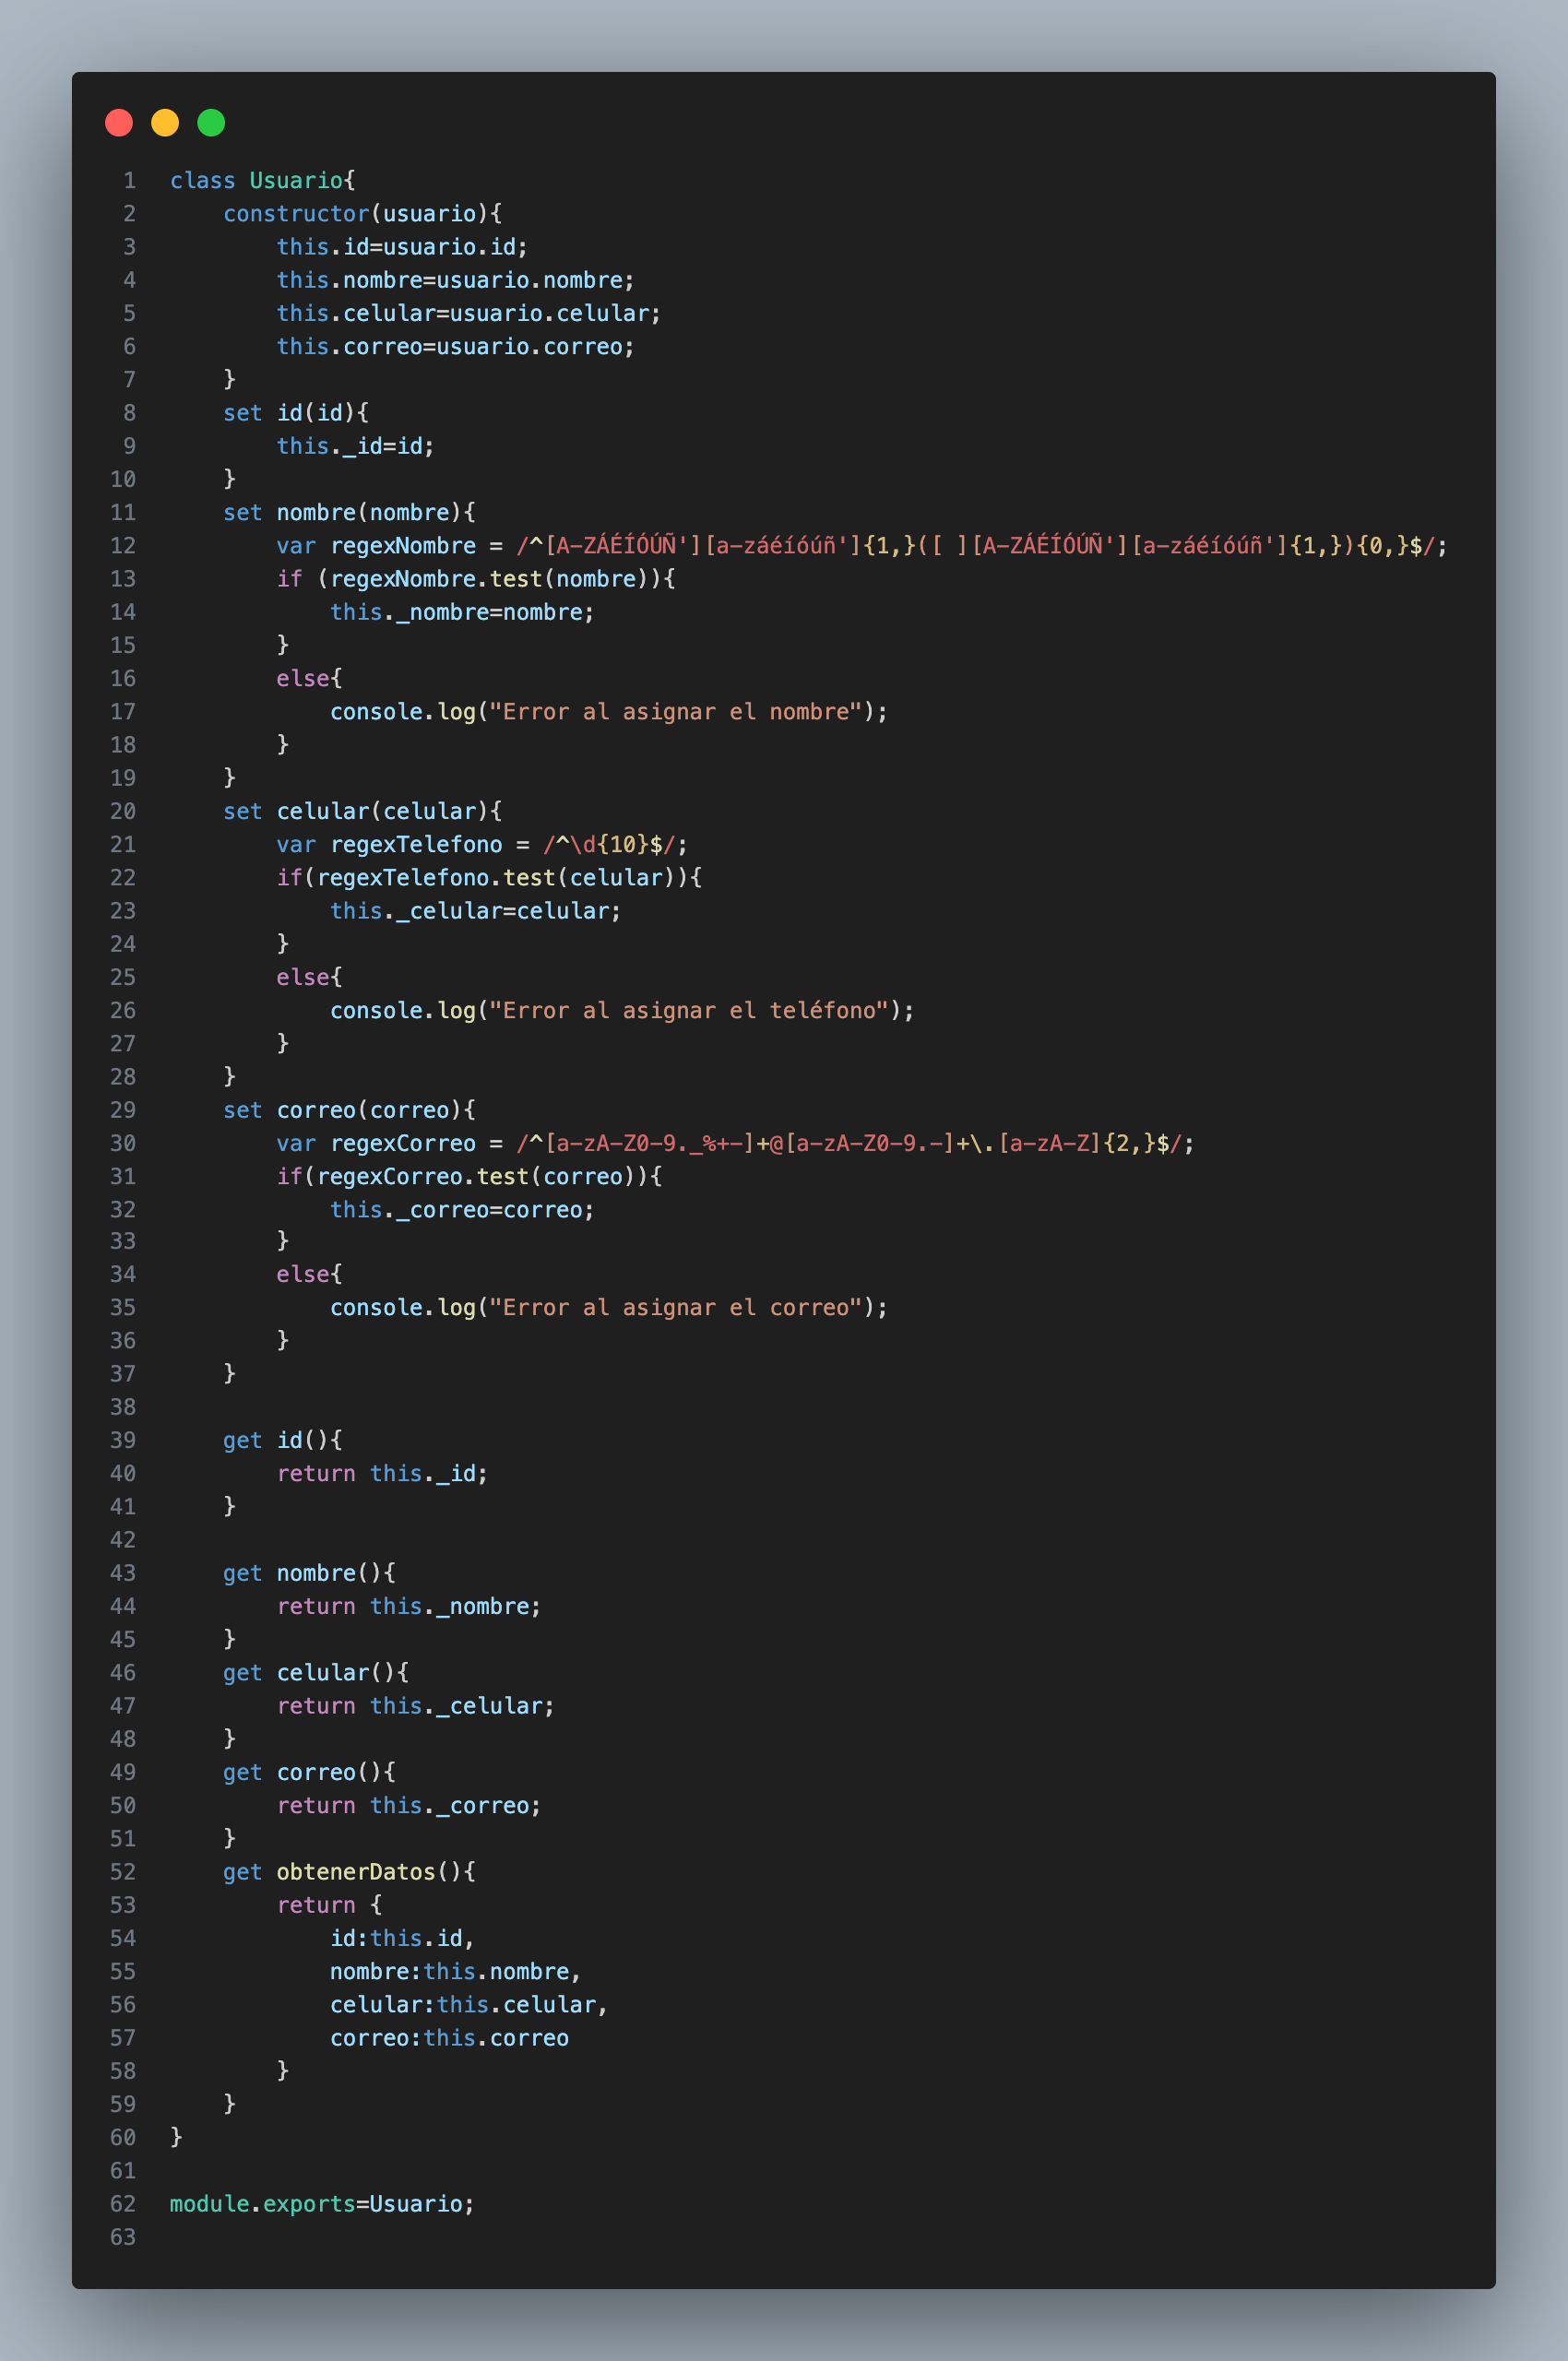 1 class Usuario{
2     constructor(usuario){
3         this.id=usuario.id;
4         this.nombre=usuario.nombre;
5         this.celular=usuario.celular;
6         this.correo=usuario.correo;
7     }
8     set id(id){
9         this._id=id;
10     }
11     set nombre(nombre){
12         var regexNombre = /^[A-ZÁÉÍÓÚÑ'][a-záéíóúñ']{1,}([ ][A-ZÁÉÍÓÚÑ'][a-záéíóúñ']{1,}){0,}$/;
13         if (regexNombre.test(nombre)){
14             this._nombre=nombre;
15         }
16         else{
17             console.log("Error al asignar el nombre");
18         }
19     }
20     set celular(celular){
21         var regexTelefono = /^\d{10}$/;
22         if(regexTelefono.test(celular)){
23             this._celular=celular;
24         }
25         else{
26             console.log("Error al asignar el teléfono");
27         }
28     }
29     set correo(correo){
30         var regexCorreo = /^[a-zA-Z0-9._%+-]+@[a-zA-Z0-9.-]+\.[a-zA-Z]{2,}$/;
31         if(regexCorreo.test(correo)){
32             this._correo=correo;
33         }
34         else{
35             console.log("Error al asignar el correo");
36         }
37     }
38
39     get id(){
40         return this._id;
41     }
42
43     get nombre(){
44         return this._nombre;
45     }
46     get celular(){
47         return this._celular;
48     }
49     get correo(){
50         return this._correo;
51     }
52     get obtenerDatos(){
53         return {
54             id:this.id,
55             nombre:this.nombre,
56             celular:this.celular,
57             correo:this.correo
58         }
59     }
60 }
61
62 module.exports=Usuario;
63